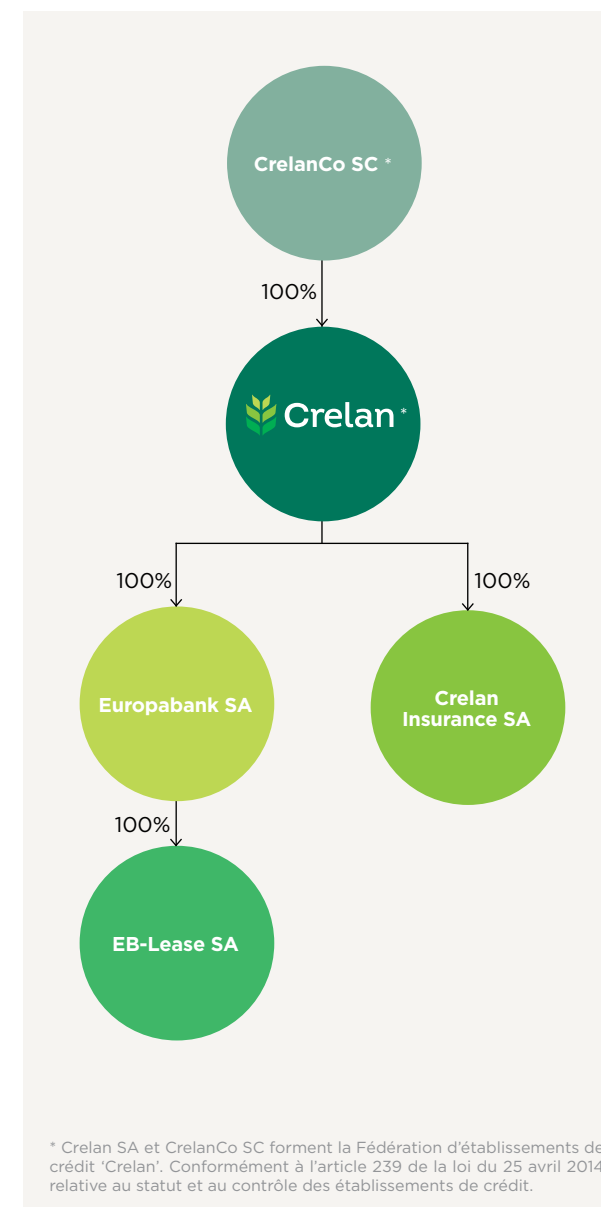 CrelanCo SC *
100%
Crelan *
100%
100%
Europabank SA
Crelan
Insurance SA
100%
EB-Lease SA
* Crelan SA et CrelanCo SC forment la Fédération d'établissements de
crédit ‘Crelan’. Conformément à l'article 239 de la loi du 25 avril 2014
relative au statut et au contrôle des établissements de crédit.